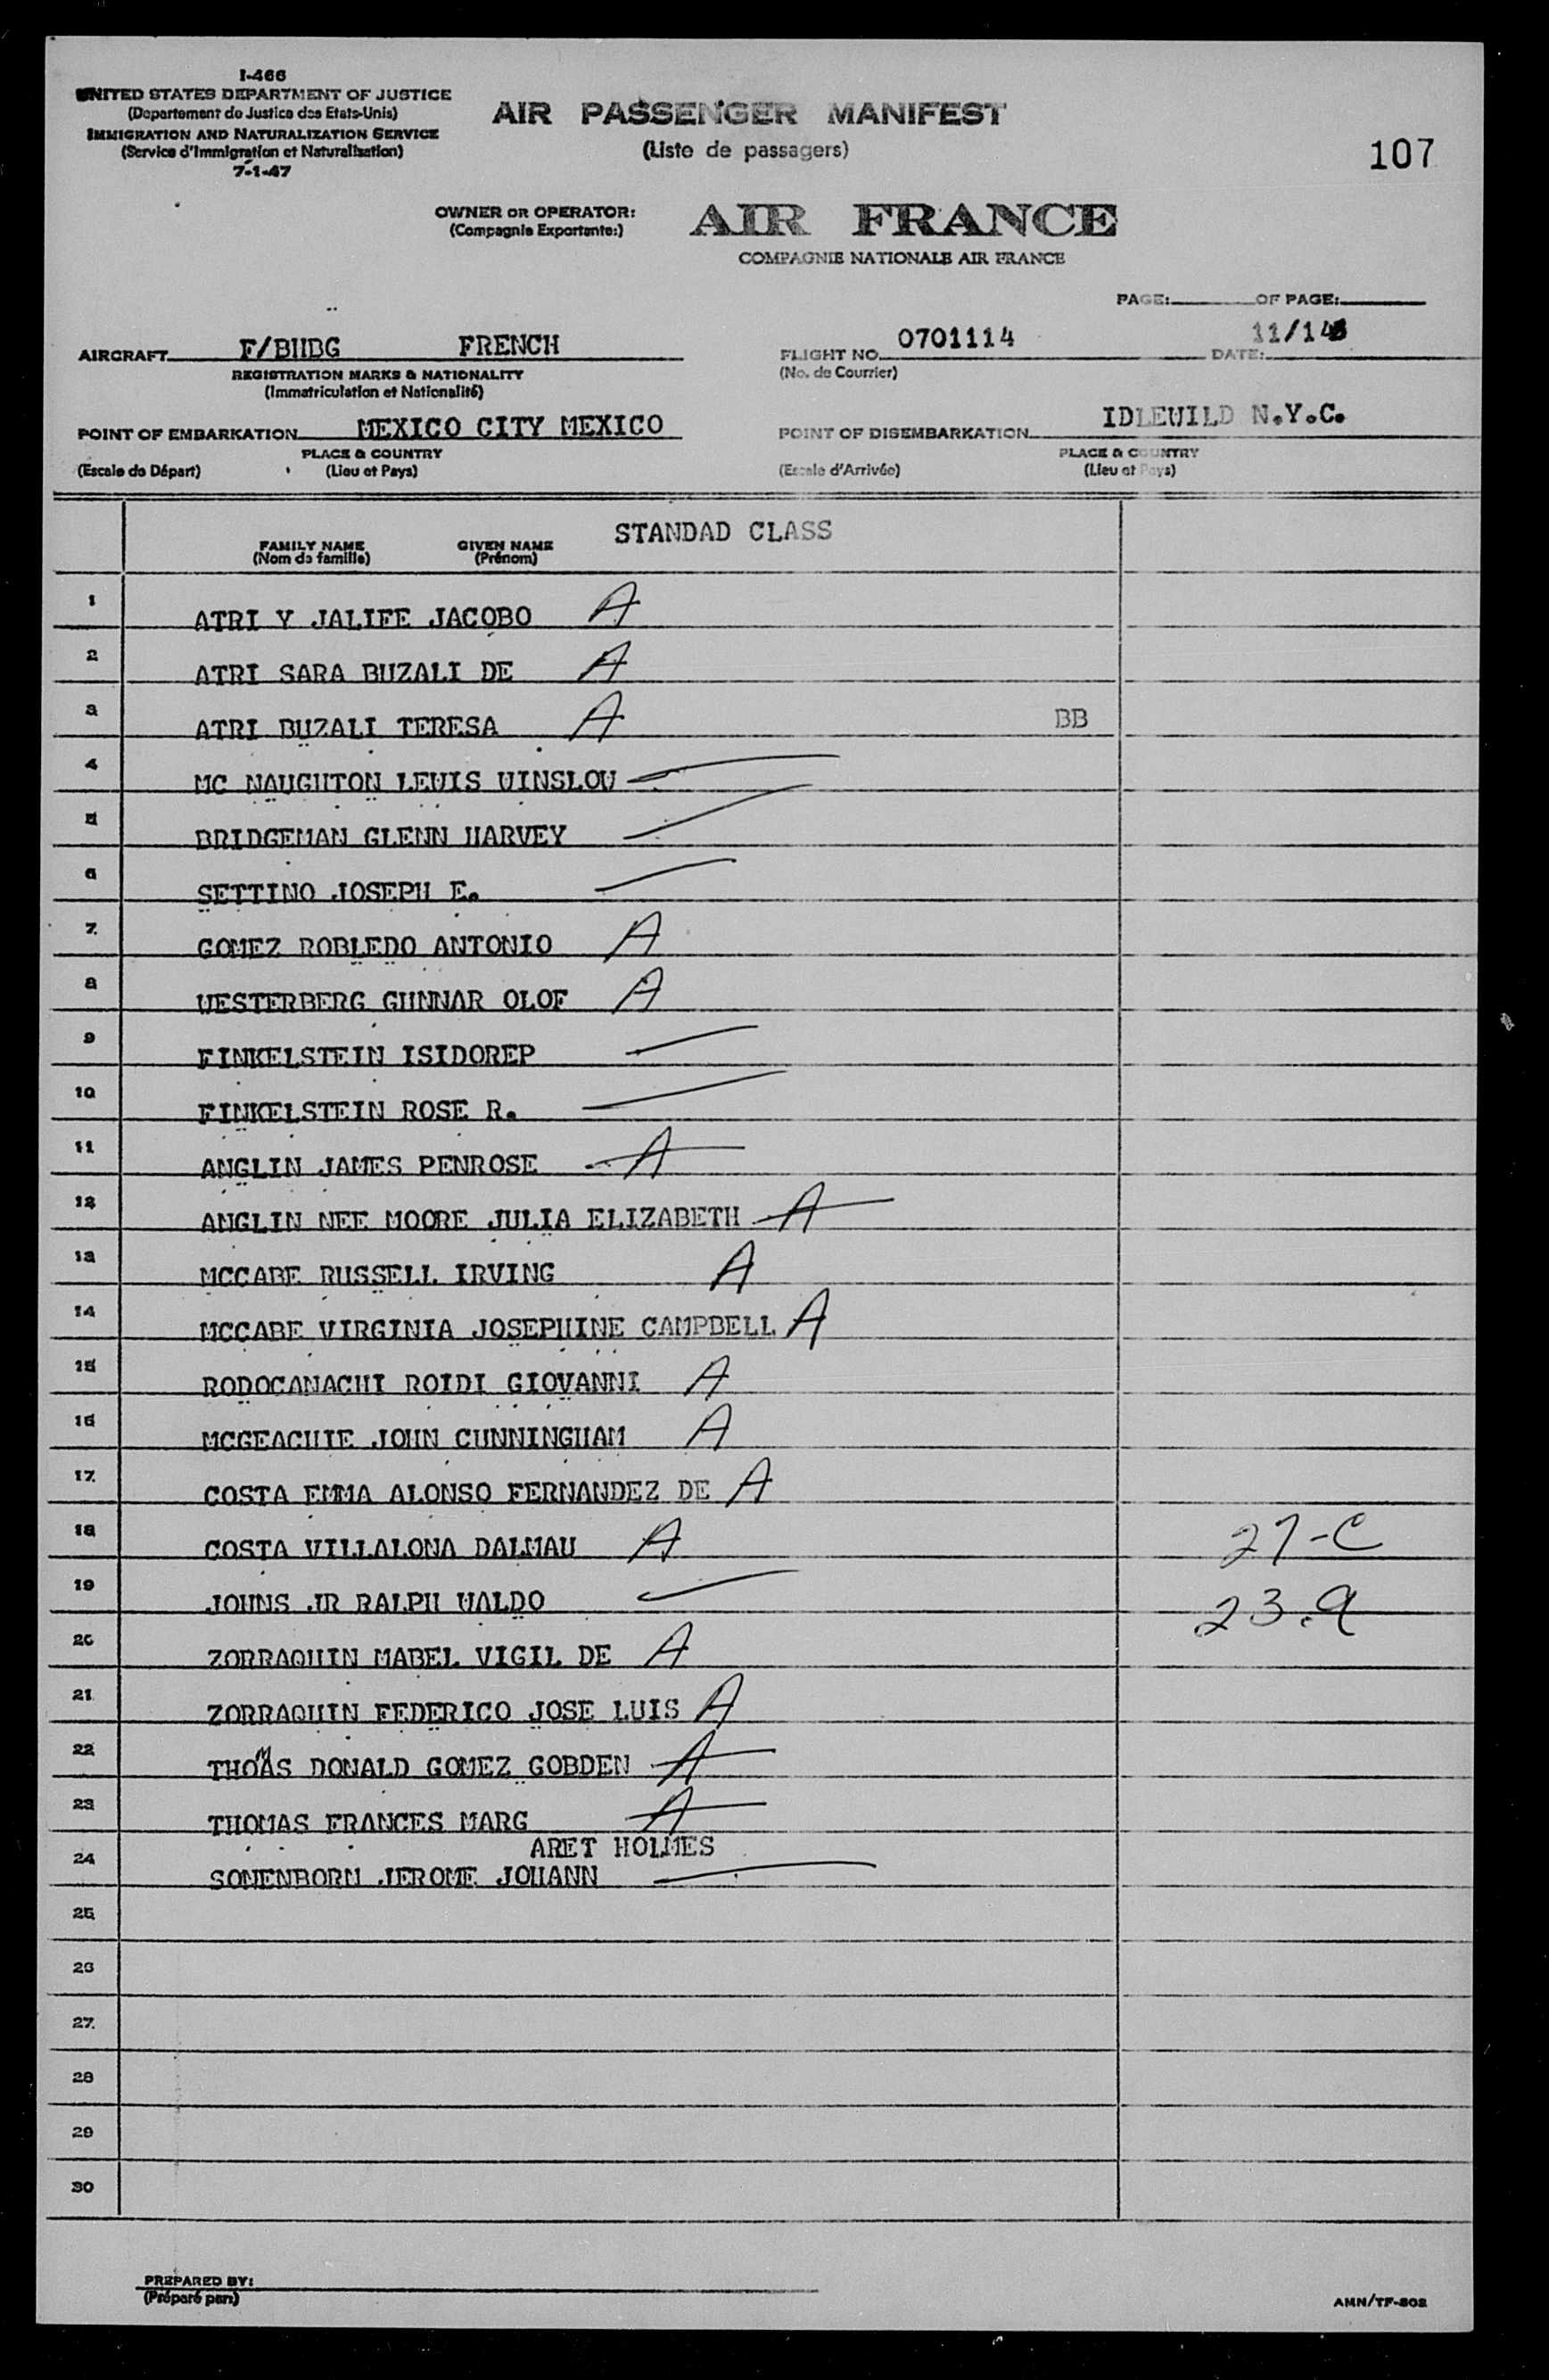 I-466
UNITED STATES DEPARTMENT OF JUSTICE
(Departement de Justice des Etats-Unis)
IMMIGRATION AND NATURALIZATION SERVICE
(Service d'Immigration et Naturalisation)
7-1-47
AIR PASSENGER MANIFEST
(Liste de passagers)
107
OWNER OR OPERATOR: AIR FRANCE
(Compagnie Exportante:)
COMPAGNIE NATIONALE AIR FRANCE
PAGE: OF PAGE:
AIRCRAFT F/BHBG FRENCH FLIGHT NO. 0701114 DATE: 11/14
REGISTRATION MARKS & NATIONALITY (No. de Courrier)
(Immatriculation et Nationalité)
POINT OF EMBARKATION MEXICO CITY MEXICO POINT OF DISEMBARKATION IDLEWILD N.Y.C.
PLACE & COUNTRY PLACE & COUNTRY
(Escale de Départ) (Lieu et Pays) (Escale d'Arrivée) (Lieu et Pays)
FAMILY NAME GIVEN NAME STANDAD CLASS
(Nom de famille) (Prénom)
1 ATRI Y JALIFE JACOBO A
2 ATRI SARA BUZALI DE A
3 ATRI BUZALI TERESA A BB
4 MC NAUGHTON LEWIS WINSLOW
5 BRIDGEMAN GLENN HARVEY
6 SETTINO JOSEPH E.
7 GOMEZ ROBLEDO ANTONIO A
8 WESTERBERG GUNNAR OLOF A
9 FINKELSTEIN ISIDOREP
10 FINKELSTEIN ROSE R.
11 ANGLIN JAMES PENROSE A
12 ANGLIN NEE MOORE JULIA ELIZABETH A
13 MCCABE RUSSELL IRVING A
14 MCCABE VIRGINIA JOSEPHINE CAMPBELL A
15 RODOCANACHI ROIDI GIOVANNI A
16 MCGEACHIE JOHN CUNNINGHAM A
17 COSTA EMMA ALONSO FERNANDEZ DE A
18 COSTA VILLALONA DALMAU A 27-C
19 JOHNS JR RALPH WALDO 23.A
20 ZORRAQUIN MABEL VIGIL DE A
21 ZORRAQUIN FEDERICO JOSE LUIS A
22 THOMAS DONALD GOMEZ GOBDEN A
23 THOMAS FRANCES MARG A
ARET HOLMES
24 SONENBORN JEROME JOHANN
25
26
27
28
29
30
PREPARED BY:
(Préparé par:)
AMN/TF-802